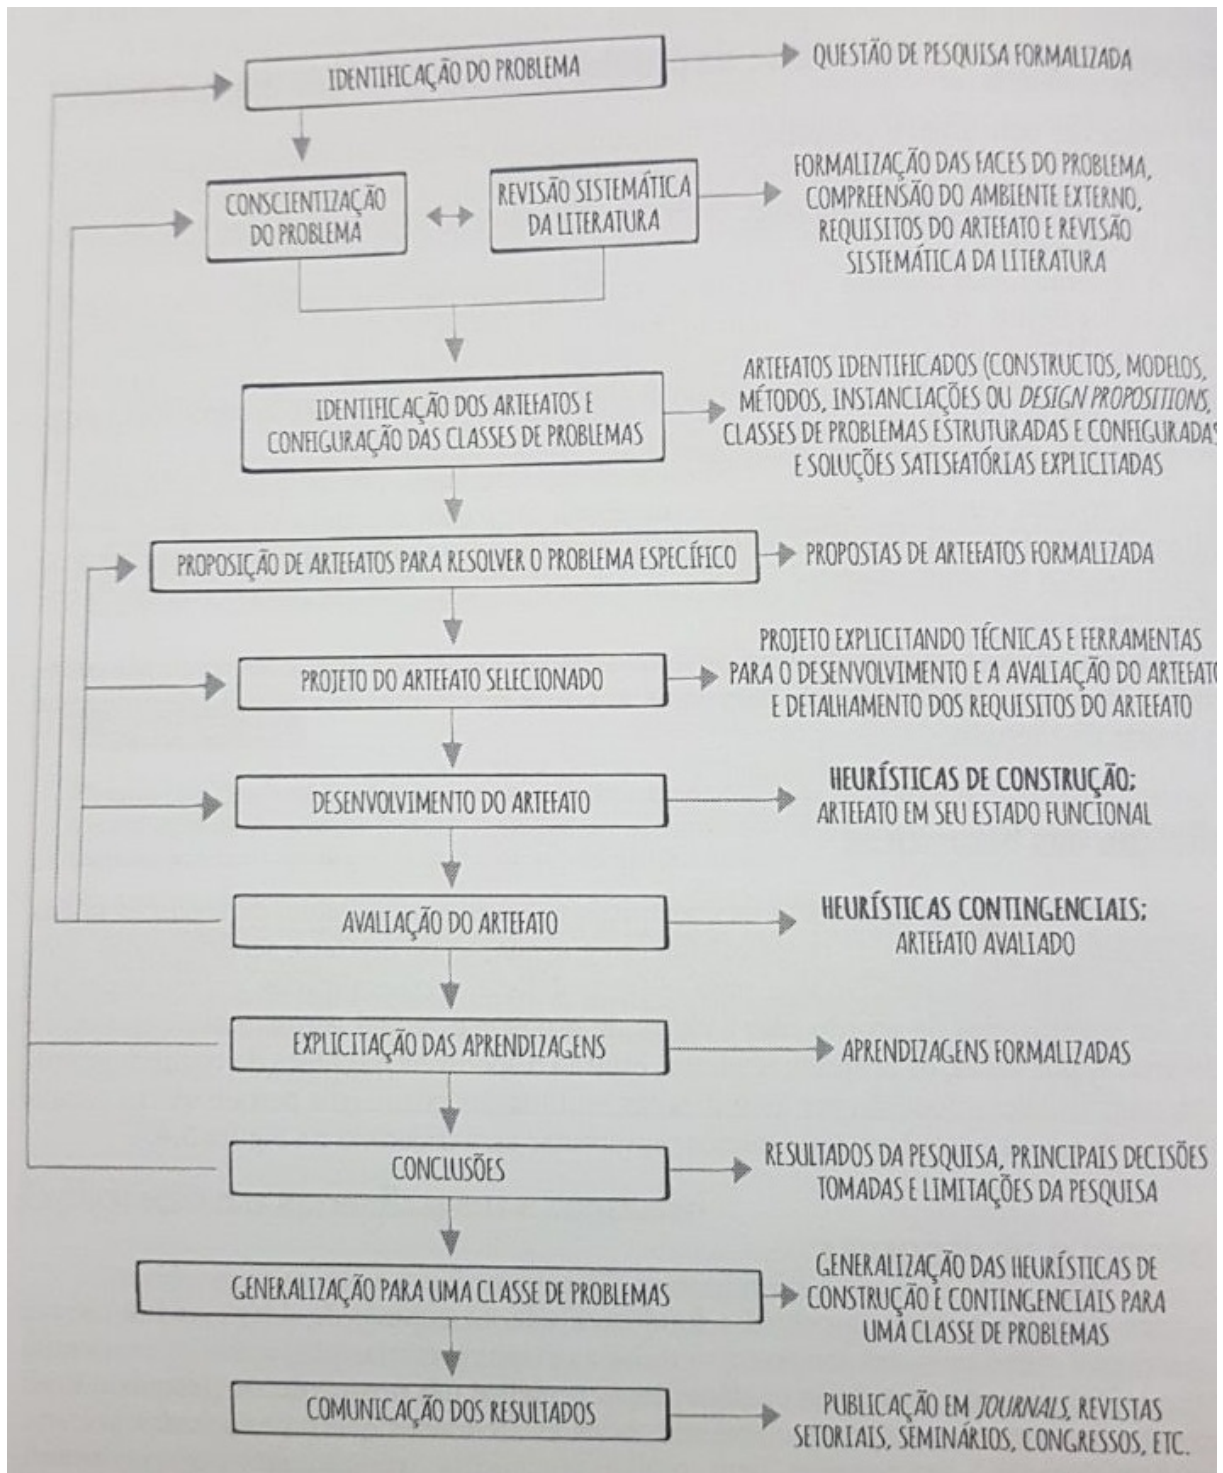 IDENTIFICAÇÃO DO PROBLEMA
QUESTÃO DE PESQUISA FORMALIZADA
CONSCIENTIZAÇÃO
DO PROBLEMA
REVISÃO SISTEMÁTICA
DA LITERATURA
FORMALIZAÇÃO DAS FACES DO PROBLEMA,
COMPREENSÃO DO AMBIENTE EXTERNO,
REQUISITOS DO ARTEFATO E REVISÃO
SISTEMÁTICA DA LITERATURA
IDENTIFICAÇÃO DOS ARTEFATOS E
CONFIGURAÇÃO DAS CLASSES DE PROBLEMAS
ARTEFATOS IDENTIFICADOS (CONSTRUCTOS, MODELOS,
MÉTODOS, INSTANCIAÇÕES OU DESIGN PROPOSITIONS,
CLASSES DE PROBLEMAS ESTRUTURADAS E CONFIGURADAS
E SOLUÇÕES SATISFATÓRIAS EXPLICITADAS
PROPOSIÇÃO DE ARTEFATOS PARA RESOLVER O PROBLEMA ESPECÍFICO
PROPOSTAS DE ARTEFATOS FORMALIZADA
PROJETO DO ARTEFATO SELECIONADO
PROJETO EXPLICITANDO TÉCNICAS E FERRAMENTAS
PARA O DESENVOLVIMENTO E A AVALIAÇÃO DO ARTEFATO
E DETALHAMENTO DOS REQUISITOS DO ARTEFATO
DESENVOLVIMENTO DO ARTEFATO
HEURÍSTICAS DE CONSTRUÇÃO:
ARTEFATO EM SEU ESTADO FUNCIONAL
AVALIAÇÃO DO ARTEFATO
HEURÍSTICAS CONTINGENCIAIS:
ARTEFATO AVALIADO
EXPLICITAÇÃO DAS APRENDIZAGENS
APRENDIZAGENS FORMALIZADAS
CONCLUSÕES
RESULTADOS DA PESQUISA, PRINCIPAIS DECISÕES
TOMADAS E LIMITAÇÕES DA PESQUISA
GENERALIZAÇÃO PARA UMA CLASSE DE PROBLEMAS
GENERALIZAÇÃO DAS HEURÍSTICAS DE
CONSTRUÇÃO E CONTINGENCIAIS PARA
UMA CLASSE DE PROBLEMAS
COMUNICAÇÃO DOS RESULTADOS
PUBLICAÇÃO EM JOURNALS, REVISTAS
SETORIAIS, SEMINÁRIOS, CONGRESSOS, ETC.